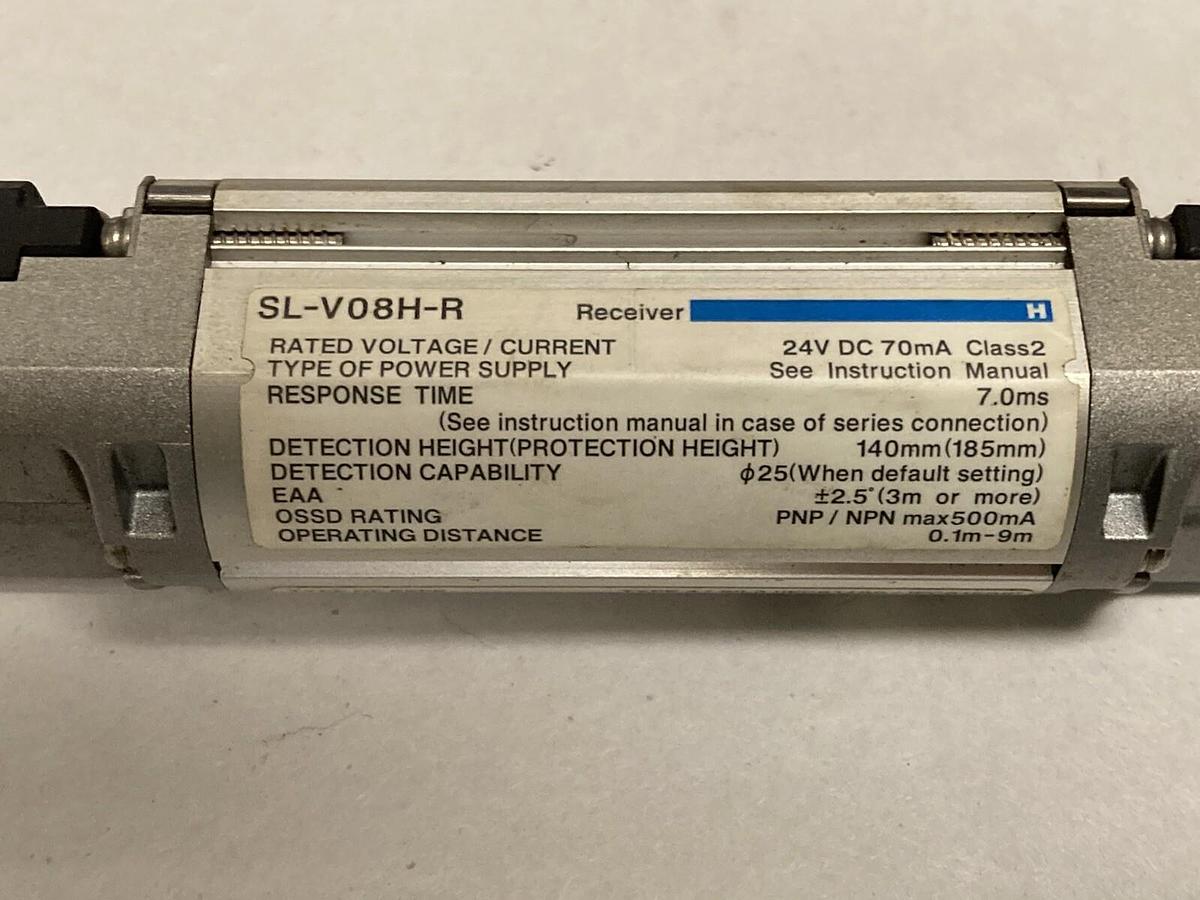 SL-V08H-R Receiver H
RATED VOLTAGE / CURRENT 24V DC 70mA Class2
TYPE OF POWER SUPPLY See Instruction Manual
RESPONSE TIME 7.0ms
(See instruction manual in case of series connection)
DETECTION HEIGHT(PROTECTION HEIGHT) 140mm(185mm)
DETECTION CAPABILITY ϕ25(When default setting)
EAA ±2.5°(3m or more)
OSSD RATING PNP / NPN max500mA
OPERATING DISTANCE 0.1m-9m